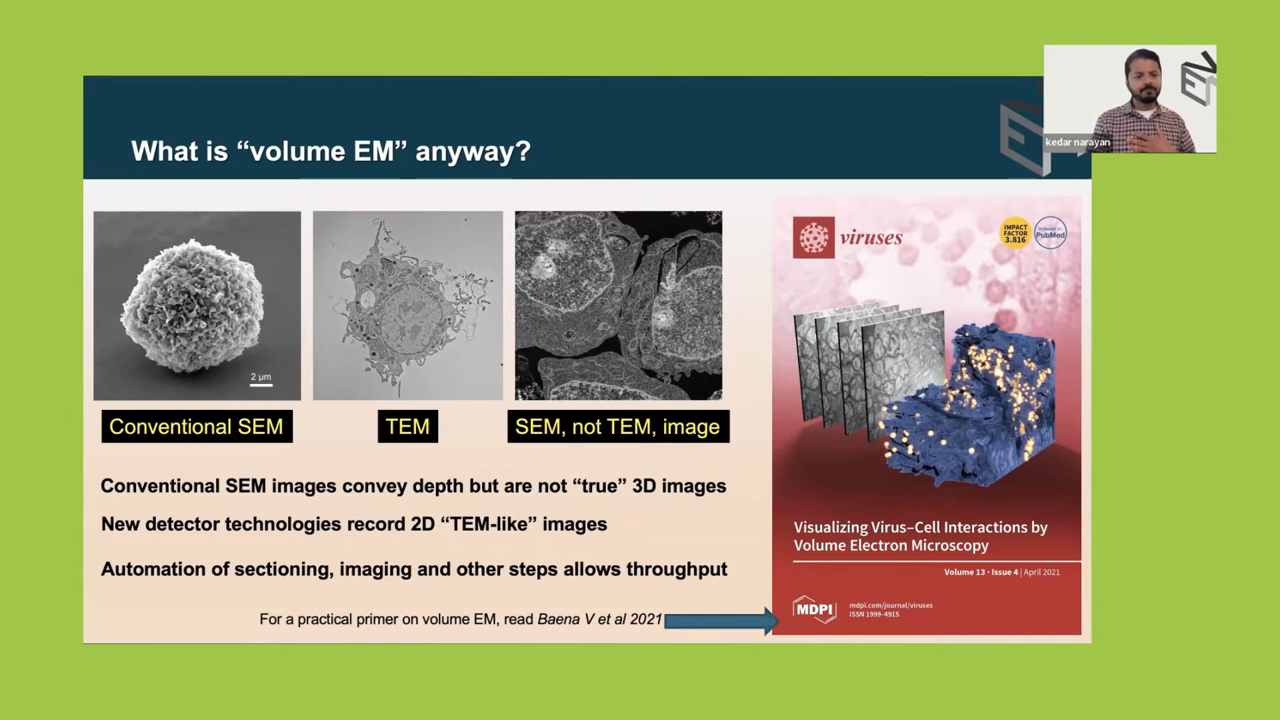 What is “volume EM” anyway?
kedar narayan
2 μm
Conventional SEM
TEM
SEM, not TEM, image
Conventional SEM images convey depth but are not “true” 3D images
New detector technologies record 2D “TEM-like” images
Automation of sectioning, imaging and other steps allows throughput
For a practical primer on volume EM, read Baena V et al 2021
viruses
IMPACT
FACTOR
3.816
PubMed
Visualizing Virus–Cell Interactions by
Volume Electron Microscopy
Volume 13 • Issue 4 | April 2021
MDPI
mdpi.com/journal/viruses
ISSN 1999-4915